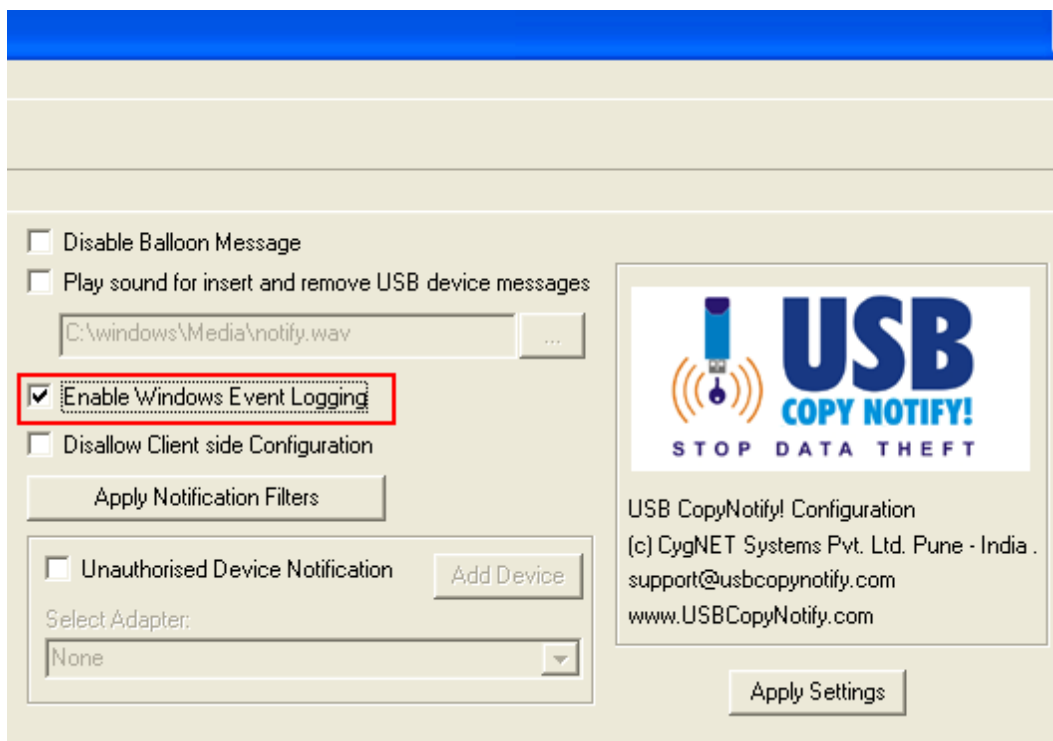 Disable Balloon Message
Play sound for insert and remove USB device messages
C:\windows\Media\notify.wav
...
Enable Windows Event Logging
Disallow Client side Configuration
Apply Notification Filters
Unauthorised Device Notification
Add Device
Select Adapter:
None
USB
COPY NOTIFY!
STOP DATA THEFT
USB CopyNotify! Configuration
(c) CygNET Systems Pvt. Ltd. Pune - India .
support@usbcopynotify.com
www.USBCopyNotify.com
Apply Settings